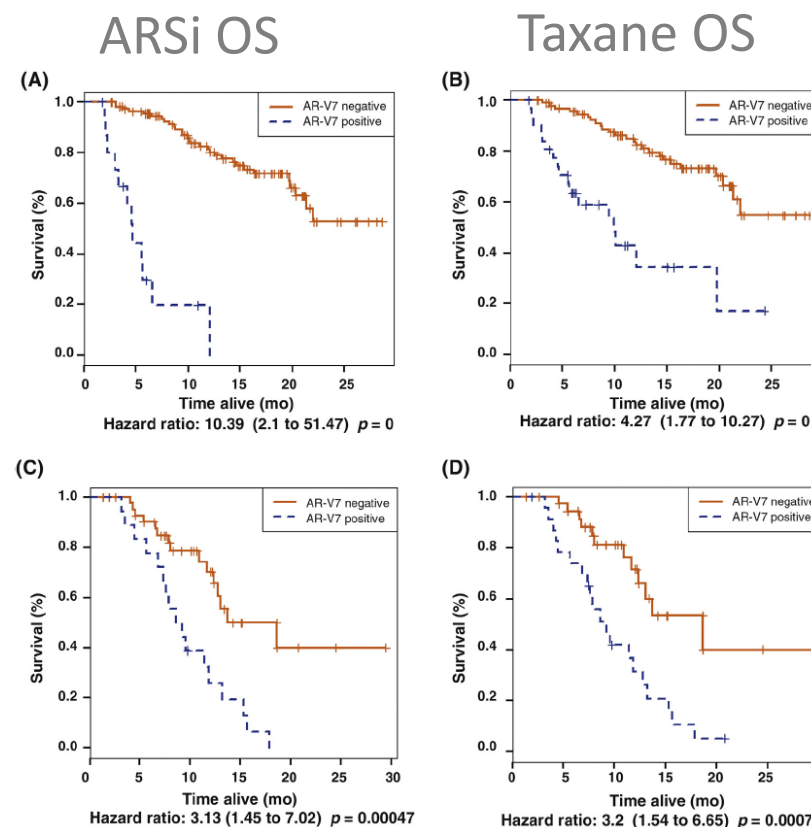 ARSi OS
Taxane OS
(A)
1.0
0.8
0.6
0.4
0.2
0.0
Survival (%)
AR-V7 negative
AR-V7 positive
0 5 10 15 20 25
Time alive (mo)
Hazard ratio: 10.39 (2.1 to 51.47) p = 0
(B)
1.0
0.8
0.6
0.4
0.2
0.0
Survival (%)
AR-V7 negative
AR-V7 positive
0 5 10 15 20 25
Time alive (mo)
Hazard ratio: 4.27 (1.77 to 10.27) p = 0
(C)
1.0
0.8
0.6
0.4
0.2
0.0
Survival (%)
AR-V7 negative
AR-V7 positive
0 5 10 15 20 25 30
Time alive (mo)
Hazard ratio: 3.13 (1.45 to 7.02) p = 0.00047
(D)
1.0
0.8
0.6
0.4
0.2
0.0
Survival (%)
AR-V7 negative
AR-V7 positive
0 5 10 15 20 25
Time alive (mo)
Hazard ratio: 3.2 (1.54 to 6.65) p = 0.0007